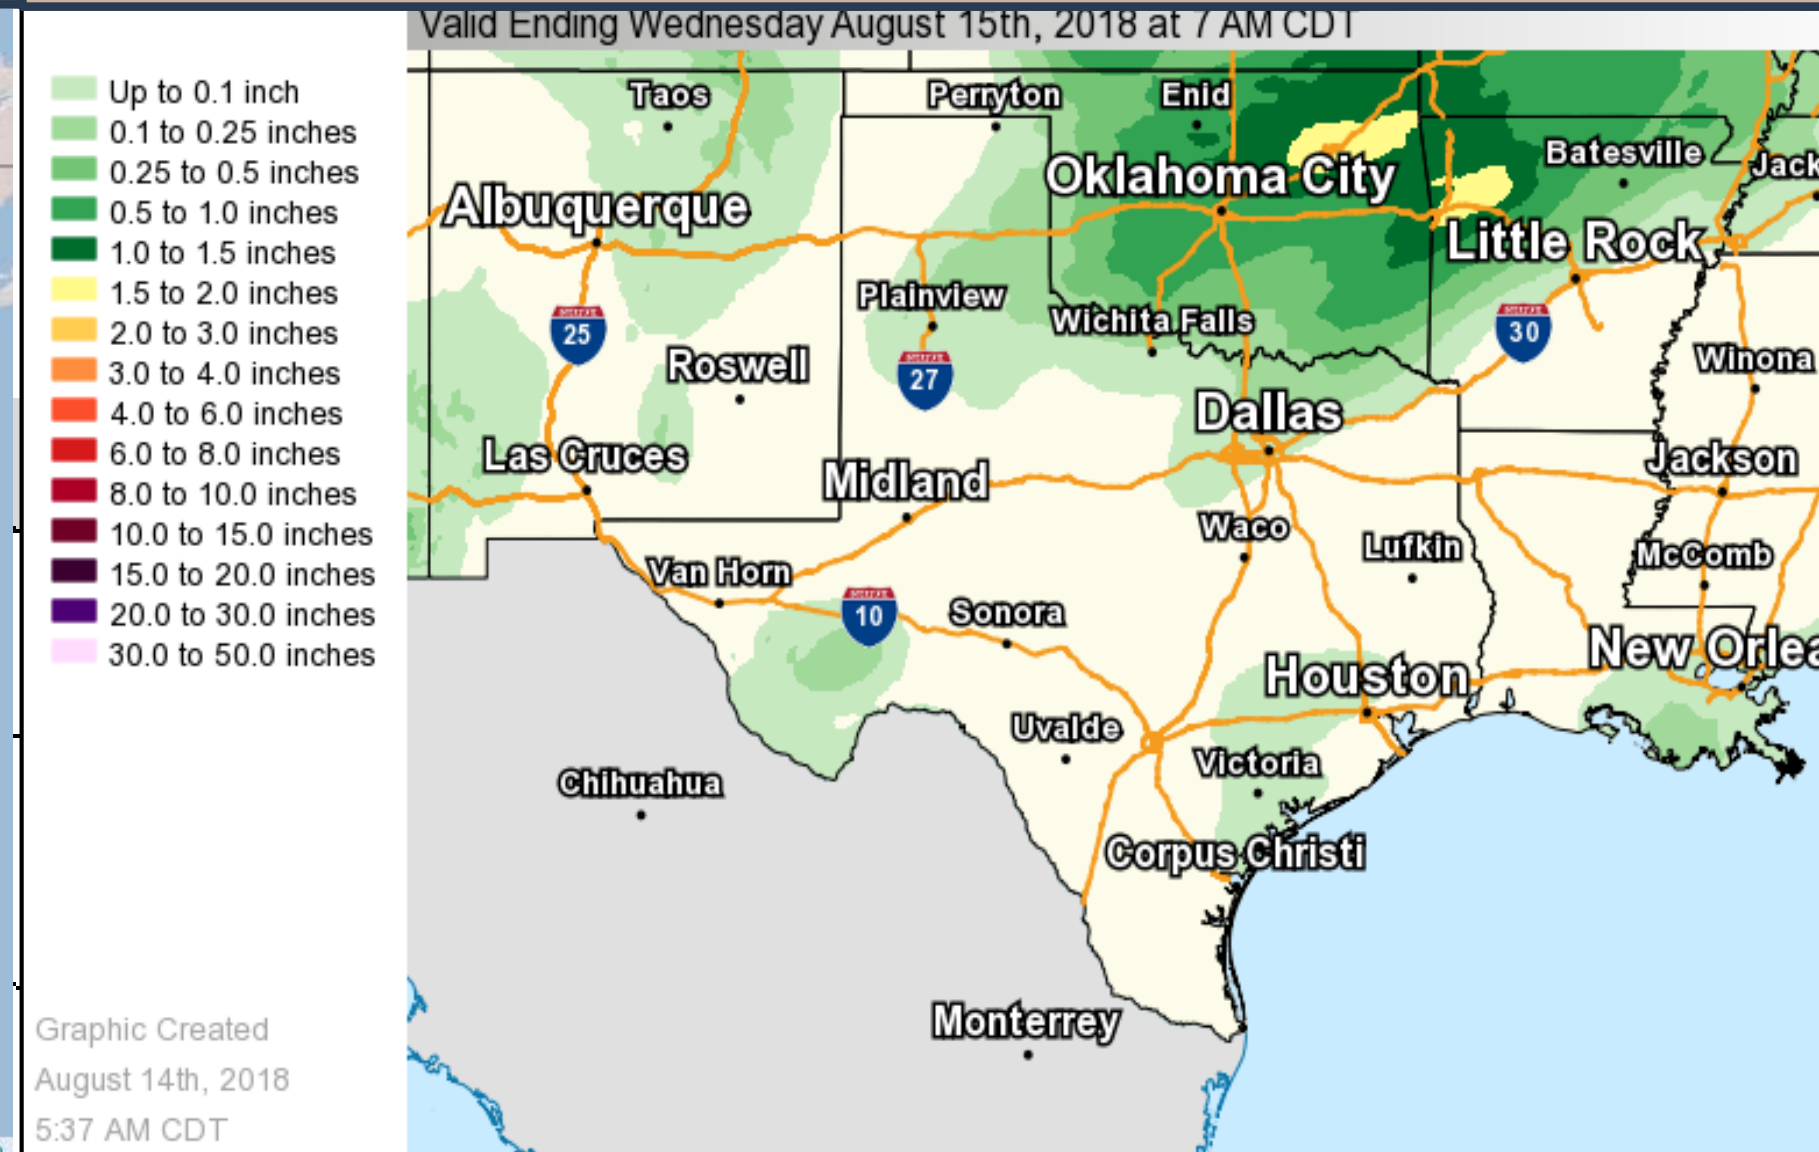 Valid Ending Wednesday August 15th, 2018 at 7 AM CDT
Up to 0.1 inch
0.1 to 0.25 inches
0.25 to 0.5 inches
0.5 to 1.0 inches
1.0 to 1.5 inches
1.5 to 2.0 inches
2.0 to 3.0 inches
3.0 to 4.0 inches
4.0 to 6.0 inches
6.0 to 8.0 inches
8.0 to 10.0 inches
10.0 to 15.0 inches
15.0 to 20.0 inches
20.0 to 30.0 inches
30.0 to 50.0 inches
Graphic Created
August 14th, 2018
5:37 AM CDT
Taos
Perryton
Enid
Batesville
Jack
Oklahoma City
Albuquerque
Little Rock
Plainview
Wichita Falls
25
30
Roswell
27
Winona
Dallas
Las Cruces
Midland
Jackson
Waco
Lufkin
McComb
Van Horn
10
Sonora
New Orlea
Houston
Uvalde
Victoria
Chihuahua
Corpus Christi
Monterrey